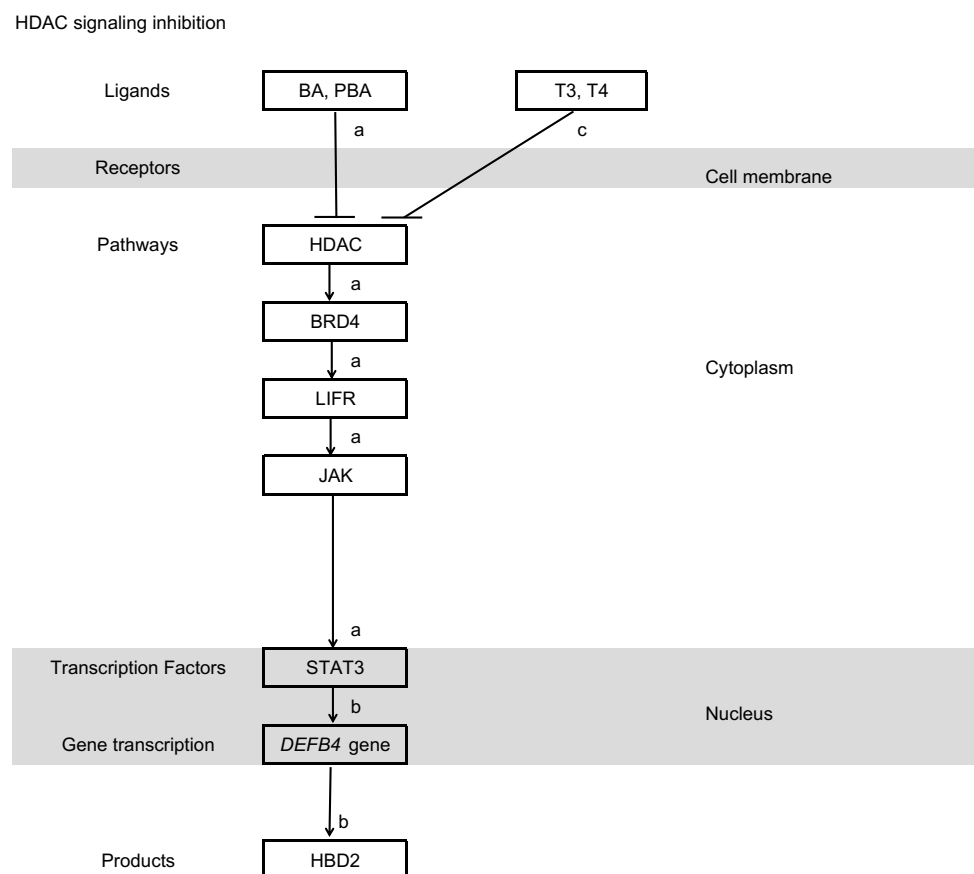 HDAC signaling inhibition
Ligands
BA, PBA
T3, T4
a
c
Receptors
Cell membrane
Pathways
HDAC
a
BRD4
a
Cytoplasm
LIFR
a
JAK
a
Transcription Factors
STAT3
b
Nucleus
Gene transcription
DEFB4 gene
b
Products
HBD2